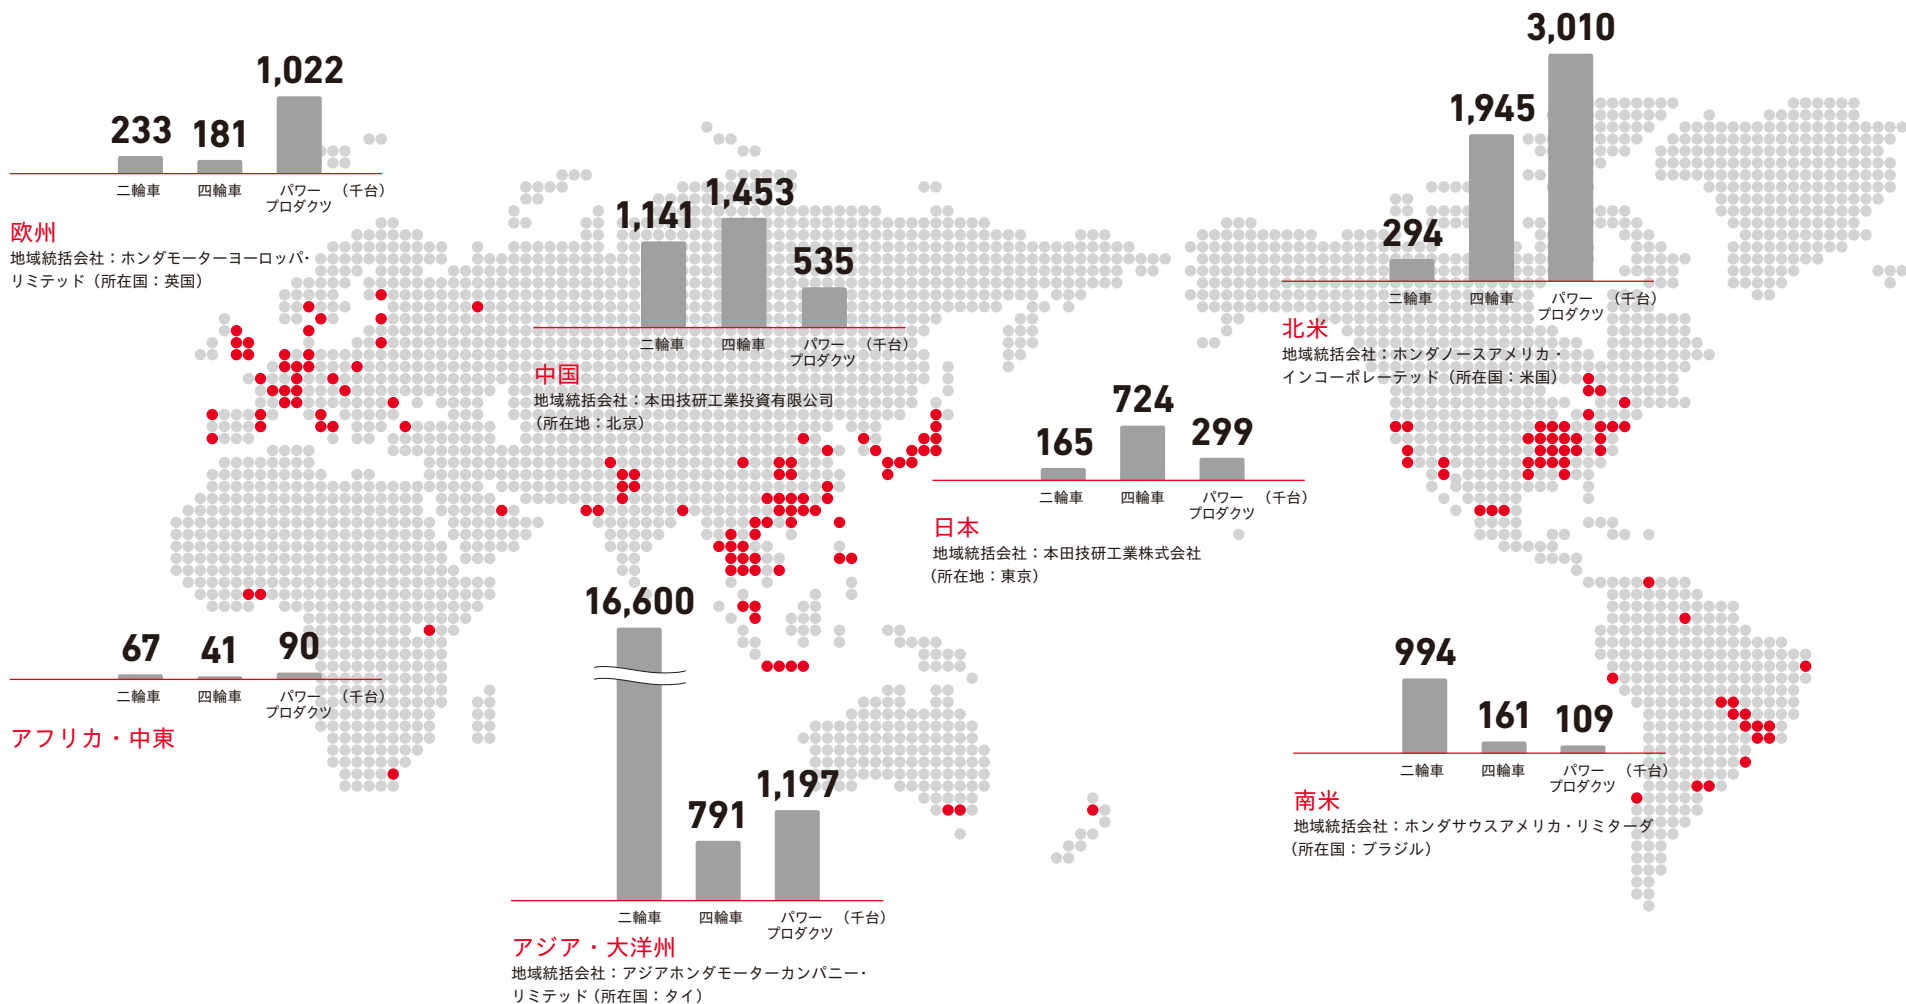 1,022
233
181
二輪車
四輪車
パワー
プロダクツ
（千台）
欧州
地域統括会社：ホンダモーターヨーロッパ・
リミテッド（所在国：英国）
1,141
1,453
535
二輪車
四輪車
パワー
プロダクツ
（千台）
中国
地域統括会社：本田技研工業投資有限公司
（所在地：北京）
165
724
299
二輪車
四輪車
パワー
プロダクツ
（千台）
日本
地域統括会社：本田技研工業株式会社
（所在地：東京）
294
1,945
3,010
二輪車
四輪車
パワー
プロダクツ
（千台）
北米
地域統括会社：ホンダノースアメリカ・
インコーポレーテッド（所在国：米国）
67
41
90
二輪車
四輪車
パワー
プロダクツ
（千台）
アフリカ・中東
16,600
791
1,197
二輪車
四輪車
パワー
プロダクツ
（千台）
アジア・大洋州
地域統括会社：アジアホンダモーターカンパニー・
リミテッド（所在国：タイ）
994
161
109
二輪車
四輪車
パワー
プロダクツ
（千台）
南米
地域統括会社：ホンダサウスアメリカ・リミターダ
（所在国：ブラジル）